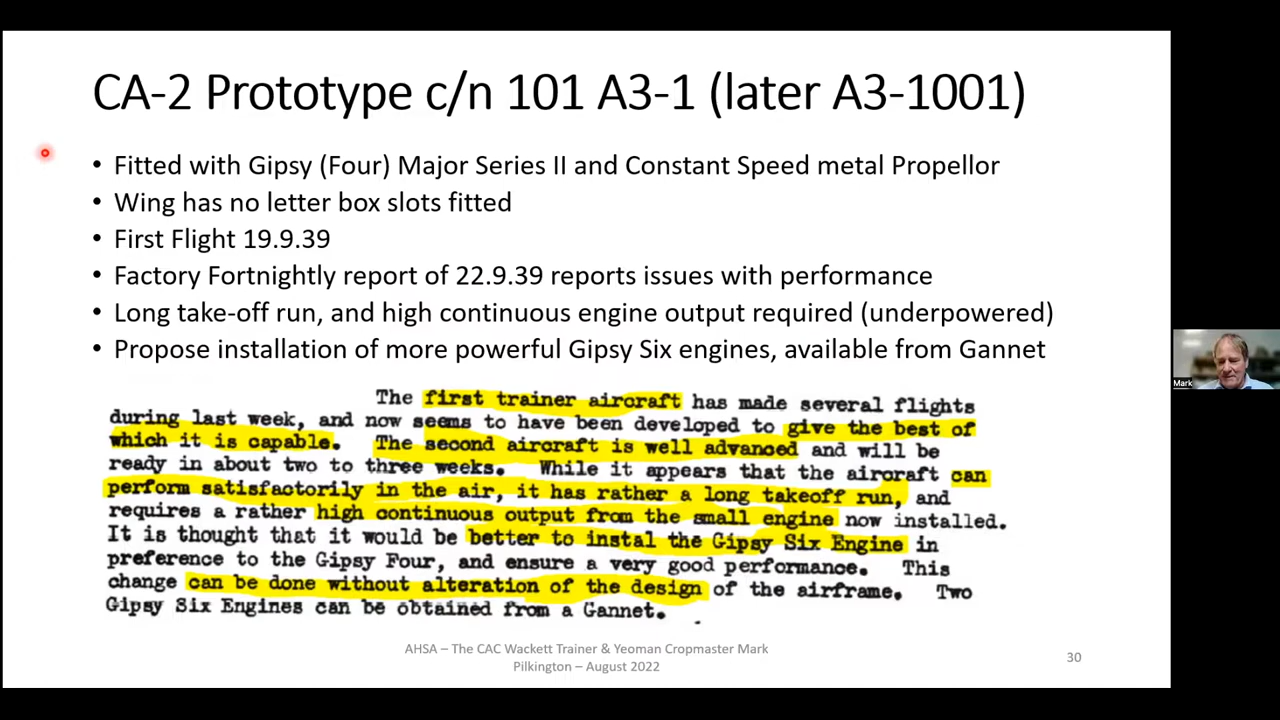 CA-2 Prototype c/n 101 A3-1 (later A3-1001)
• Fitted with Gipsy (Four) Major Series II and Constant Speed metal Propellor
• Wing has no letter box slots fitted
• First Flight 19.9.39
• Factory Fortnightly report of 22.9.39 reports issues with performance
• Long take-off run, and high continuous engine output required (underpowered)
• Propose installation of more powerful Gipsy Six engines, available from Gannet
The first trainer aircraft has made several flights
during last week, and now seems to have been developed to give the best of
which it is capable. The second aircraft is well advanced and will be
ready in about two to three weeks. While it appears that the aircraft can
perform satisfactorily in the air, it has rather a long takeoff run, and
requires a rather high continuous output from the small engine now installed.
It is thought that it would be better to instal the Gipsy Six Engine in
preference to the Gipsy Four, and ensure a very good performance. This
change can be done without alteration of the design of the airframe. Two
Gipsy Six Engines can be obtained from a Gannet.
AHSA – The CAC Wackett Trainer & Yeoman Cropmaster Mark
Pilkington – August 2022
30
Mark